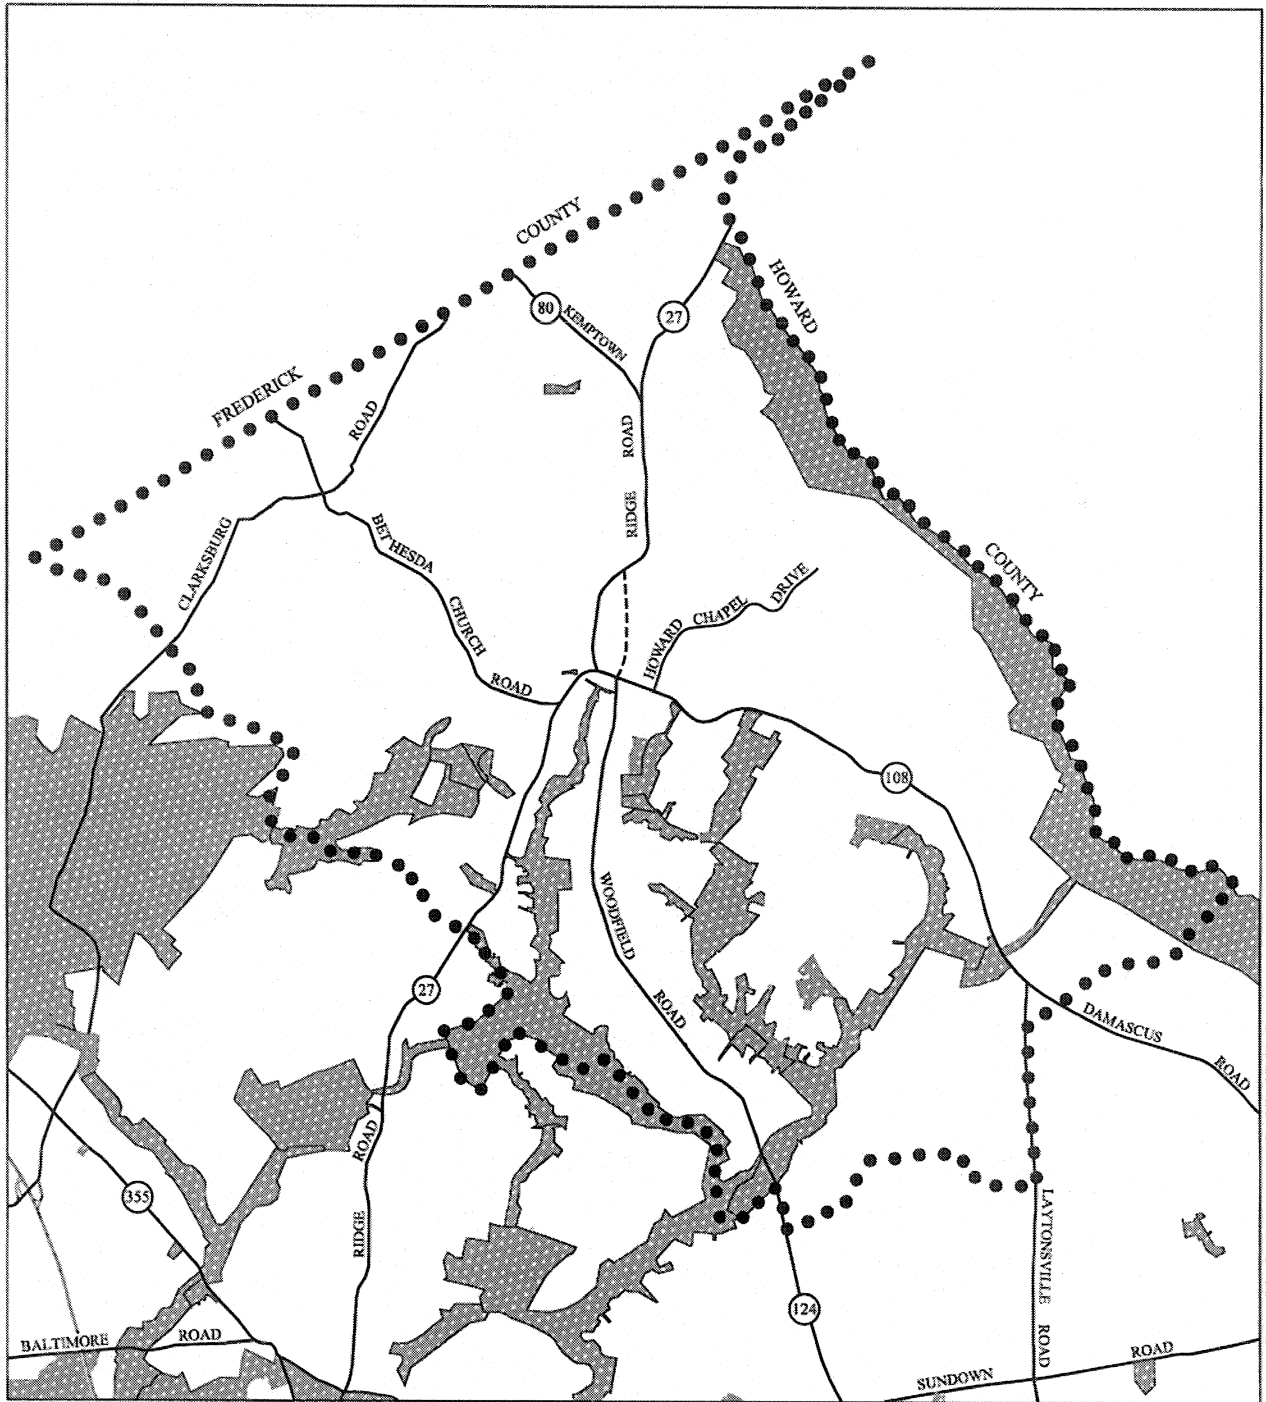 COUNTY
HOWARD
80
KEMPTOWN
27
FREDERICK
ROAD
ROAD
RIDGE
CLARKSBURG
BETHESDA
CHURCH
ROAD
COUNTY
HOWARD
CHAPEL
DRIVE
108
WOODFIELD
ROAD
27
DAMASCUS
ROAD
ROAD
RIDGE
355
LAYTONSVILLE
ROAD
124
BALTIMORE
ROAD
SUNDOWN
ROAD